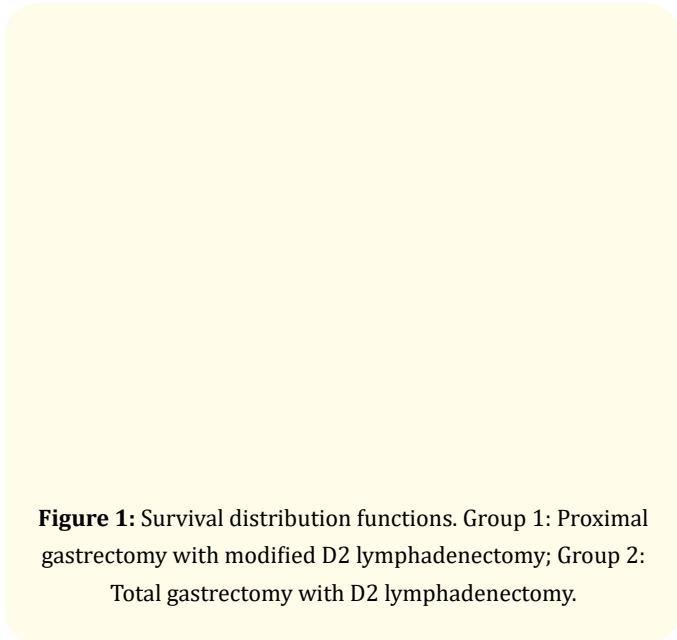 Figure 1: Survival distribution functions. Group 1: Proximal
gastrectomy with modified D2 lymphadenectomy; Group 2:
Total gastrectomy with D2 lymphadenectomy.